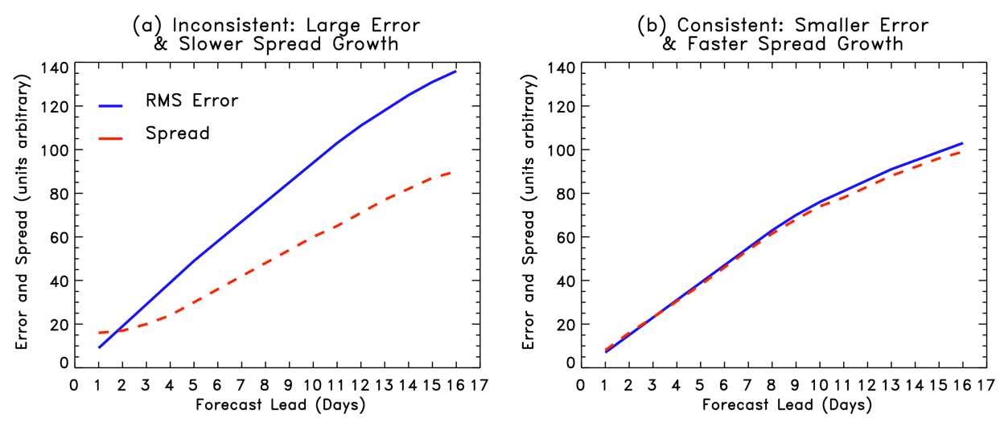 (a) Inconsistent: Large Error
& Slower Spread Growth
140
120
100
80
60
40
20
0
Error and Spread (units arbitrary)
RMS Error
Spread
0 1 2 3 4 5 6 7 8 9 10 11 12 13 14 15 16 17
Forecast Lead (Days)
(b) Consistent: Smaller Error
& Faster Spread Growth
140
120
100
80
60
40
20
0
Error and Spread (units arbitrary)
0 1 2 3 4 5 6 7 8 9 10 11 12 13 14 15 16 17
Forecast Lead (Days)